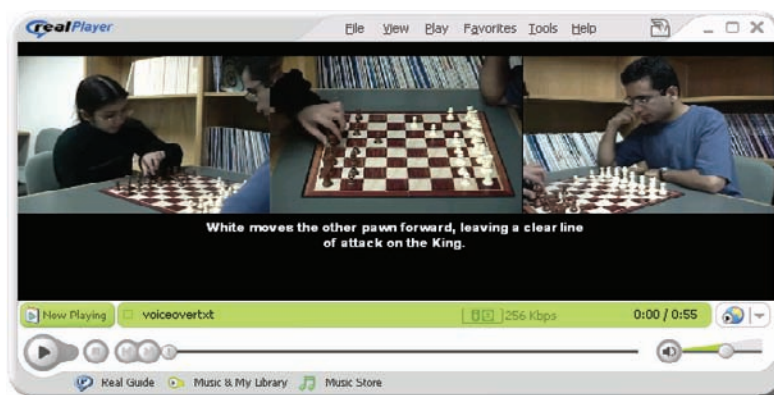 realPlayer
File View Play Favorites Tools Help
White moves the other pawn forward, leaving a clear line
of attack on the King.
Now Playing voiceovertxt 256 Kbps 0:00 / 0:55
Real Guide Music & My Library Music Store